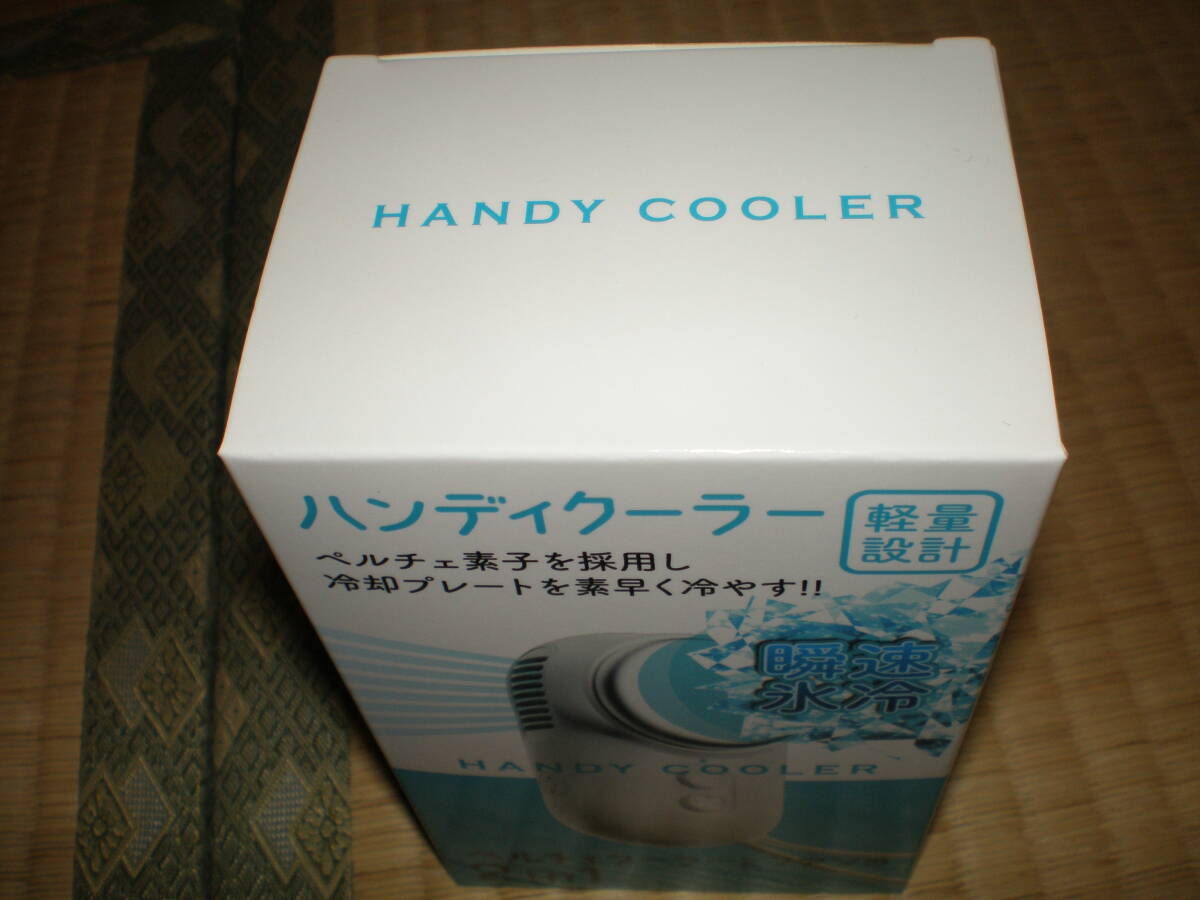 HANDY COOLER
ハンディクーラー
軽量
設計
ペルチェ素子を採用し
冷却プレートを素早く冷やす!!
瞬速
氷冷
HANDY COOLER